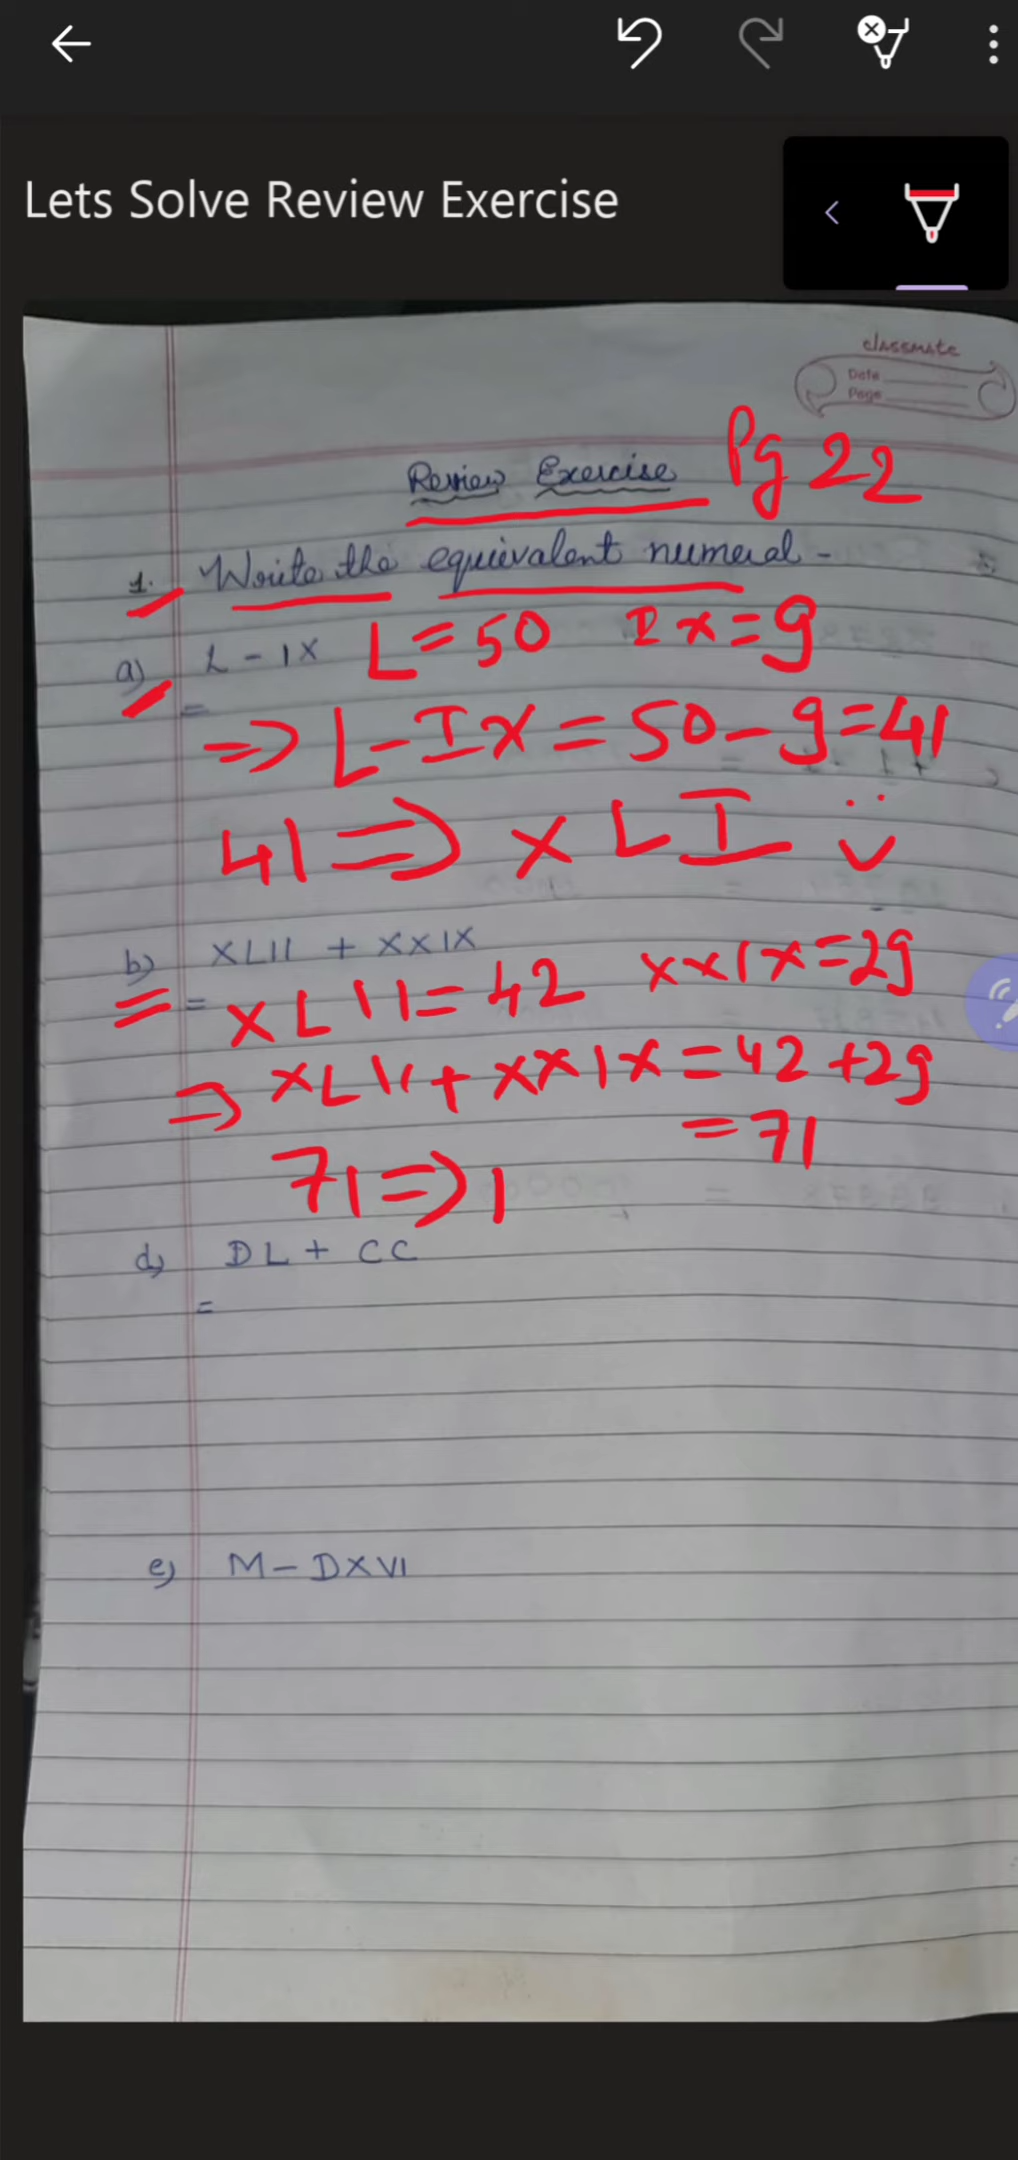 Lets Solve Review Exercise
classmate
Date
Page
Review Exercise Pg 22
1. Write the equivalent numeral -
a) L - IX L = 50 IX = 9
=
⇒ L - IX = 50 - 9 = 41
41 ⇒ XLI
b) XLII + XXIX
= XLII = 42 XXIX = 29
⇒ XLII + XXIX = 42 + 29
= 71
71 ⇒ I
d) DL + CC
=
e) M - DXVI